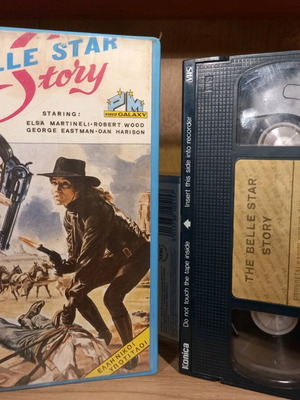 BELLE STAR
Story
STARING:
ELSA MARTINELI · ROBERT WOOD
GEORGE EASTMAN · DAN HARISON
VIDEO GALAXY
ΕΛΛΗΝΙΚΟΙ
ΥΠΟΤΙΤΛΟΙ
VHS
Insert this side into recorder
Do not touch the tape inside
Konica
THE BELLE STAR
STORY